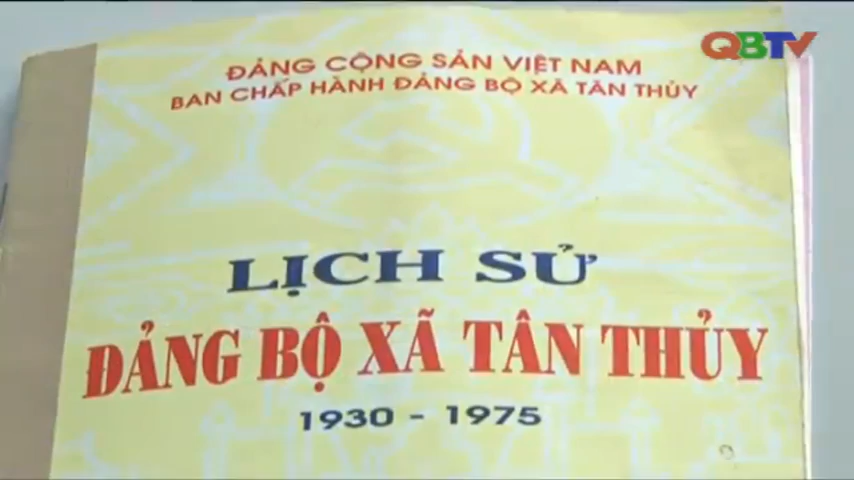 QBTV
ĐẢNG CỘNG SẢN VIỆT NAM
BAN CHẤP HÀNH ĐẢNG BỘ XÃ TÂN THỦY
LỊCH SỬ
ĐẢNG BỘ XÃ TÂN THỦY
1930 - 1975